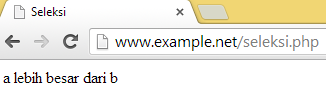 Seleksi
www.example.net/seleksi.php
a lebih besar dari b